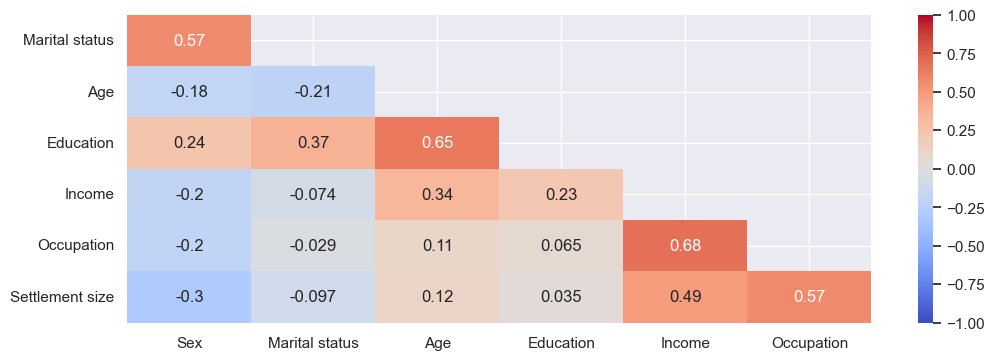 Marital status 0.57
Age -0.18 -0.21
Education 0.24 0.37 0.65
Income -0.2 -0.074 0.34 0.23
Occupation -0.2 -0.029 0.11 0.065 0.68
Settlement size -0.3 -0.097 0.12 0.035 0.49 0.57
Sex Marital status Age Education Income Occupation
1.00
0.75
0.50
0.25
0.00
−0.25
−0.50
−0.75
−1.00